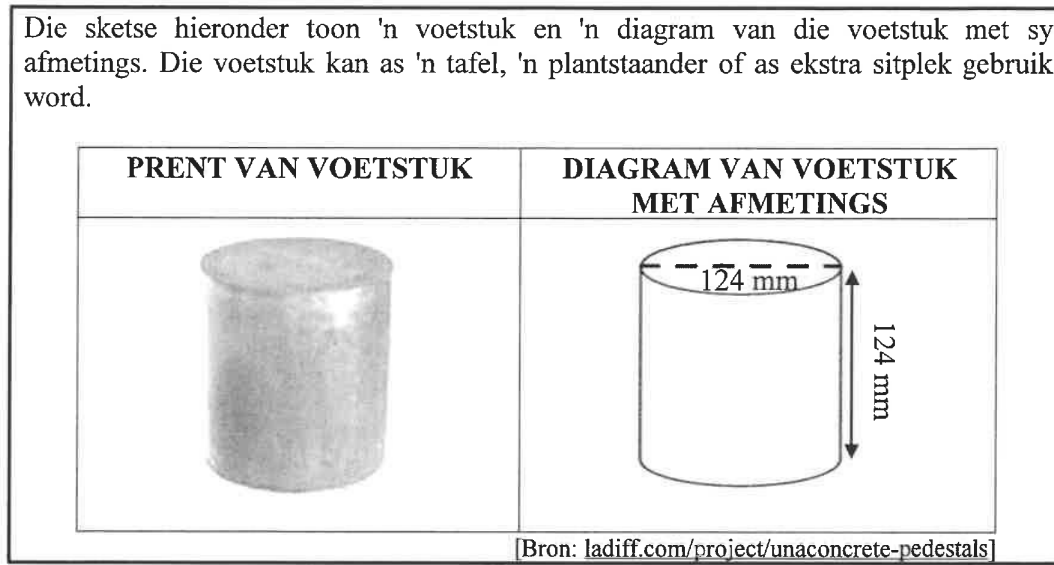 Die sketse hieronder toon 'n voetstuk en 'n diagram van die voetstuk met sy
afmetings. Die voetstuk kan as 'n tafel, 'n plantstaander of as ekstra sitplek gebruik
word.
PRENT VAN VOETSTUK
DIAGRAM VAN VOETSTUK
MET AFMETINGS
124 mm
124 mm
[Bron: ladiff.com/project/unaconcrete-pedestals]